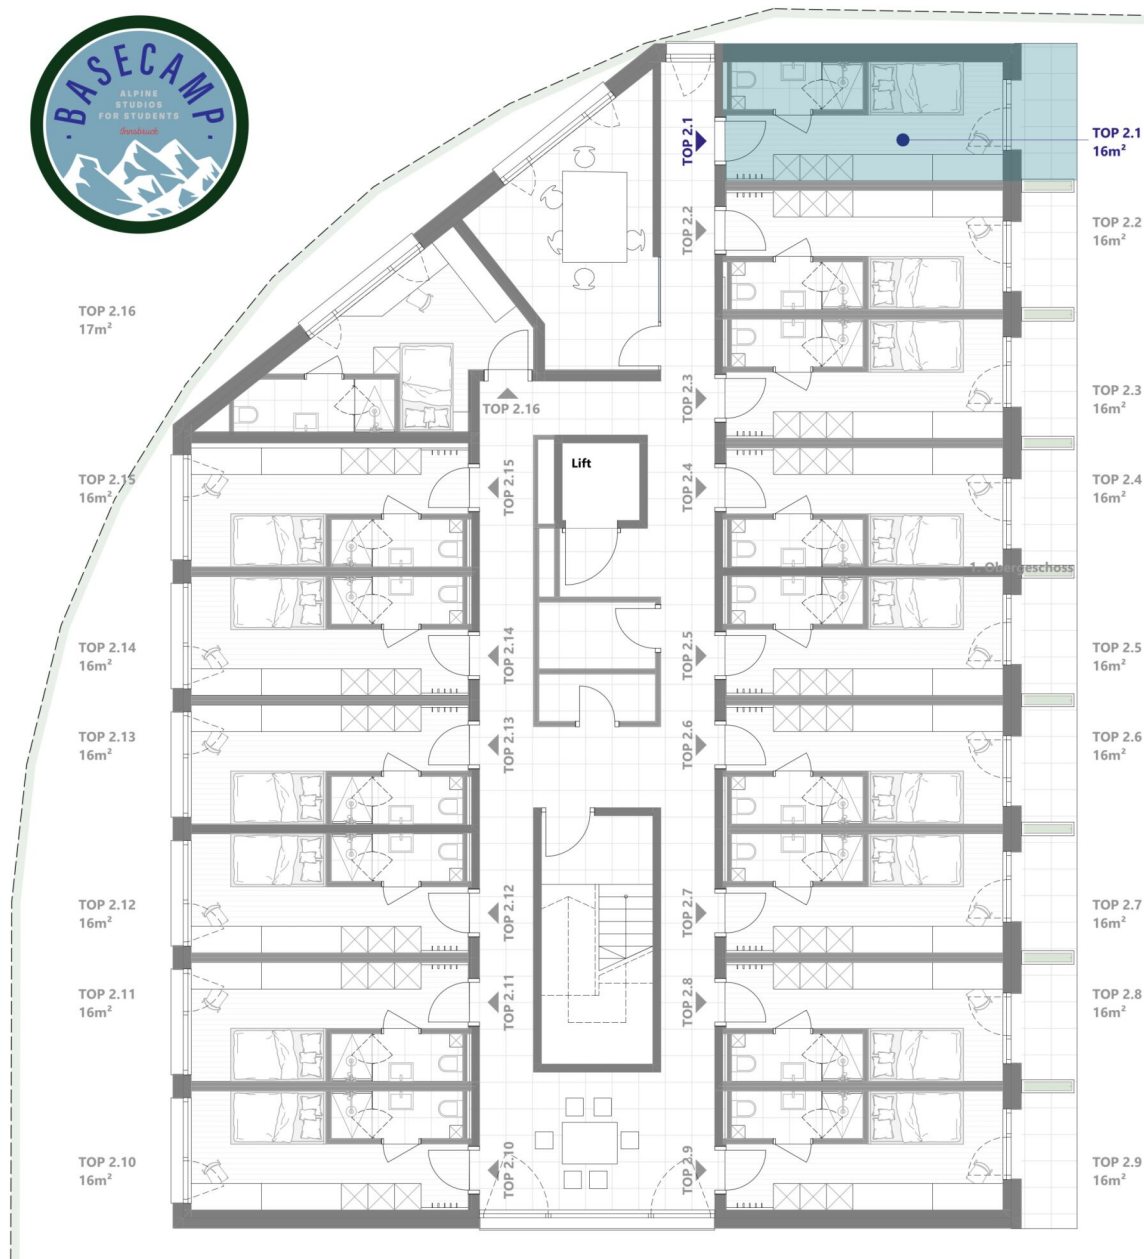 BASECAMP
ALPINE
STUDIOS
FOR STUDENTS
Innsbruck
TOP 2.1
TOP 2.1
16m²
TOP 2.2
TOP 2.2
16m²
TOP 2.16
17m²
TOP 2.3
TOP 2.3
16m²
TOP 2.16
Lift
TOP 2.15
16m²
TOP 2.15
TOP 2.4
TOP 2.4
16m²
1. Obergeschoss
TOP 2.14
16m²
TOP 2.14
TOP 2.5
TOP 2.5
16m²
TOP 2.13
16m²
TOP 2.13
TOP 2.6
TOP 2.6
16m²
TOP 2.12
16m²
TOP 2.12
TOP 2.7
TOP 2.7
16m²
TOP 2.11
16m²
TOP 2.11
TOP 2.8
TOP 2.8
16m²
TOP 2.10
16m²
TOP 2.10
TOP 2.9
TOP 2.9
16m²